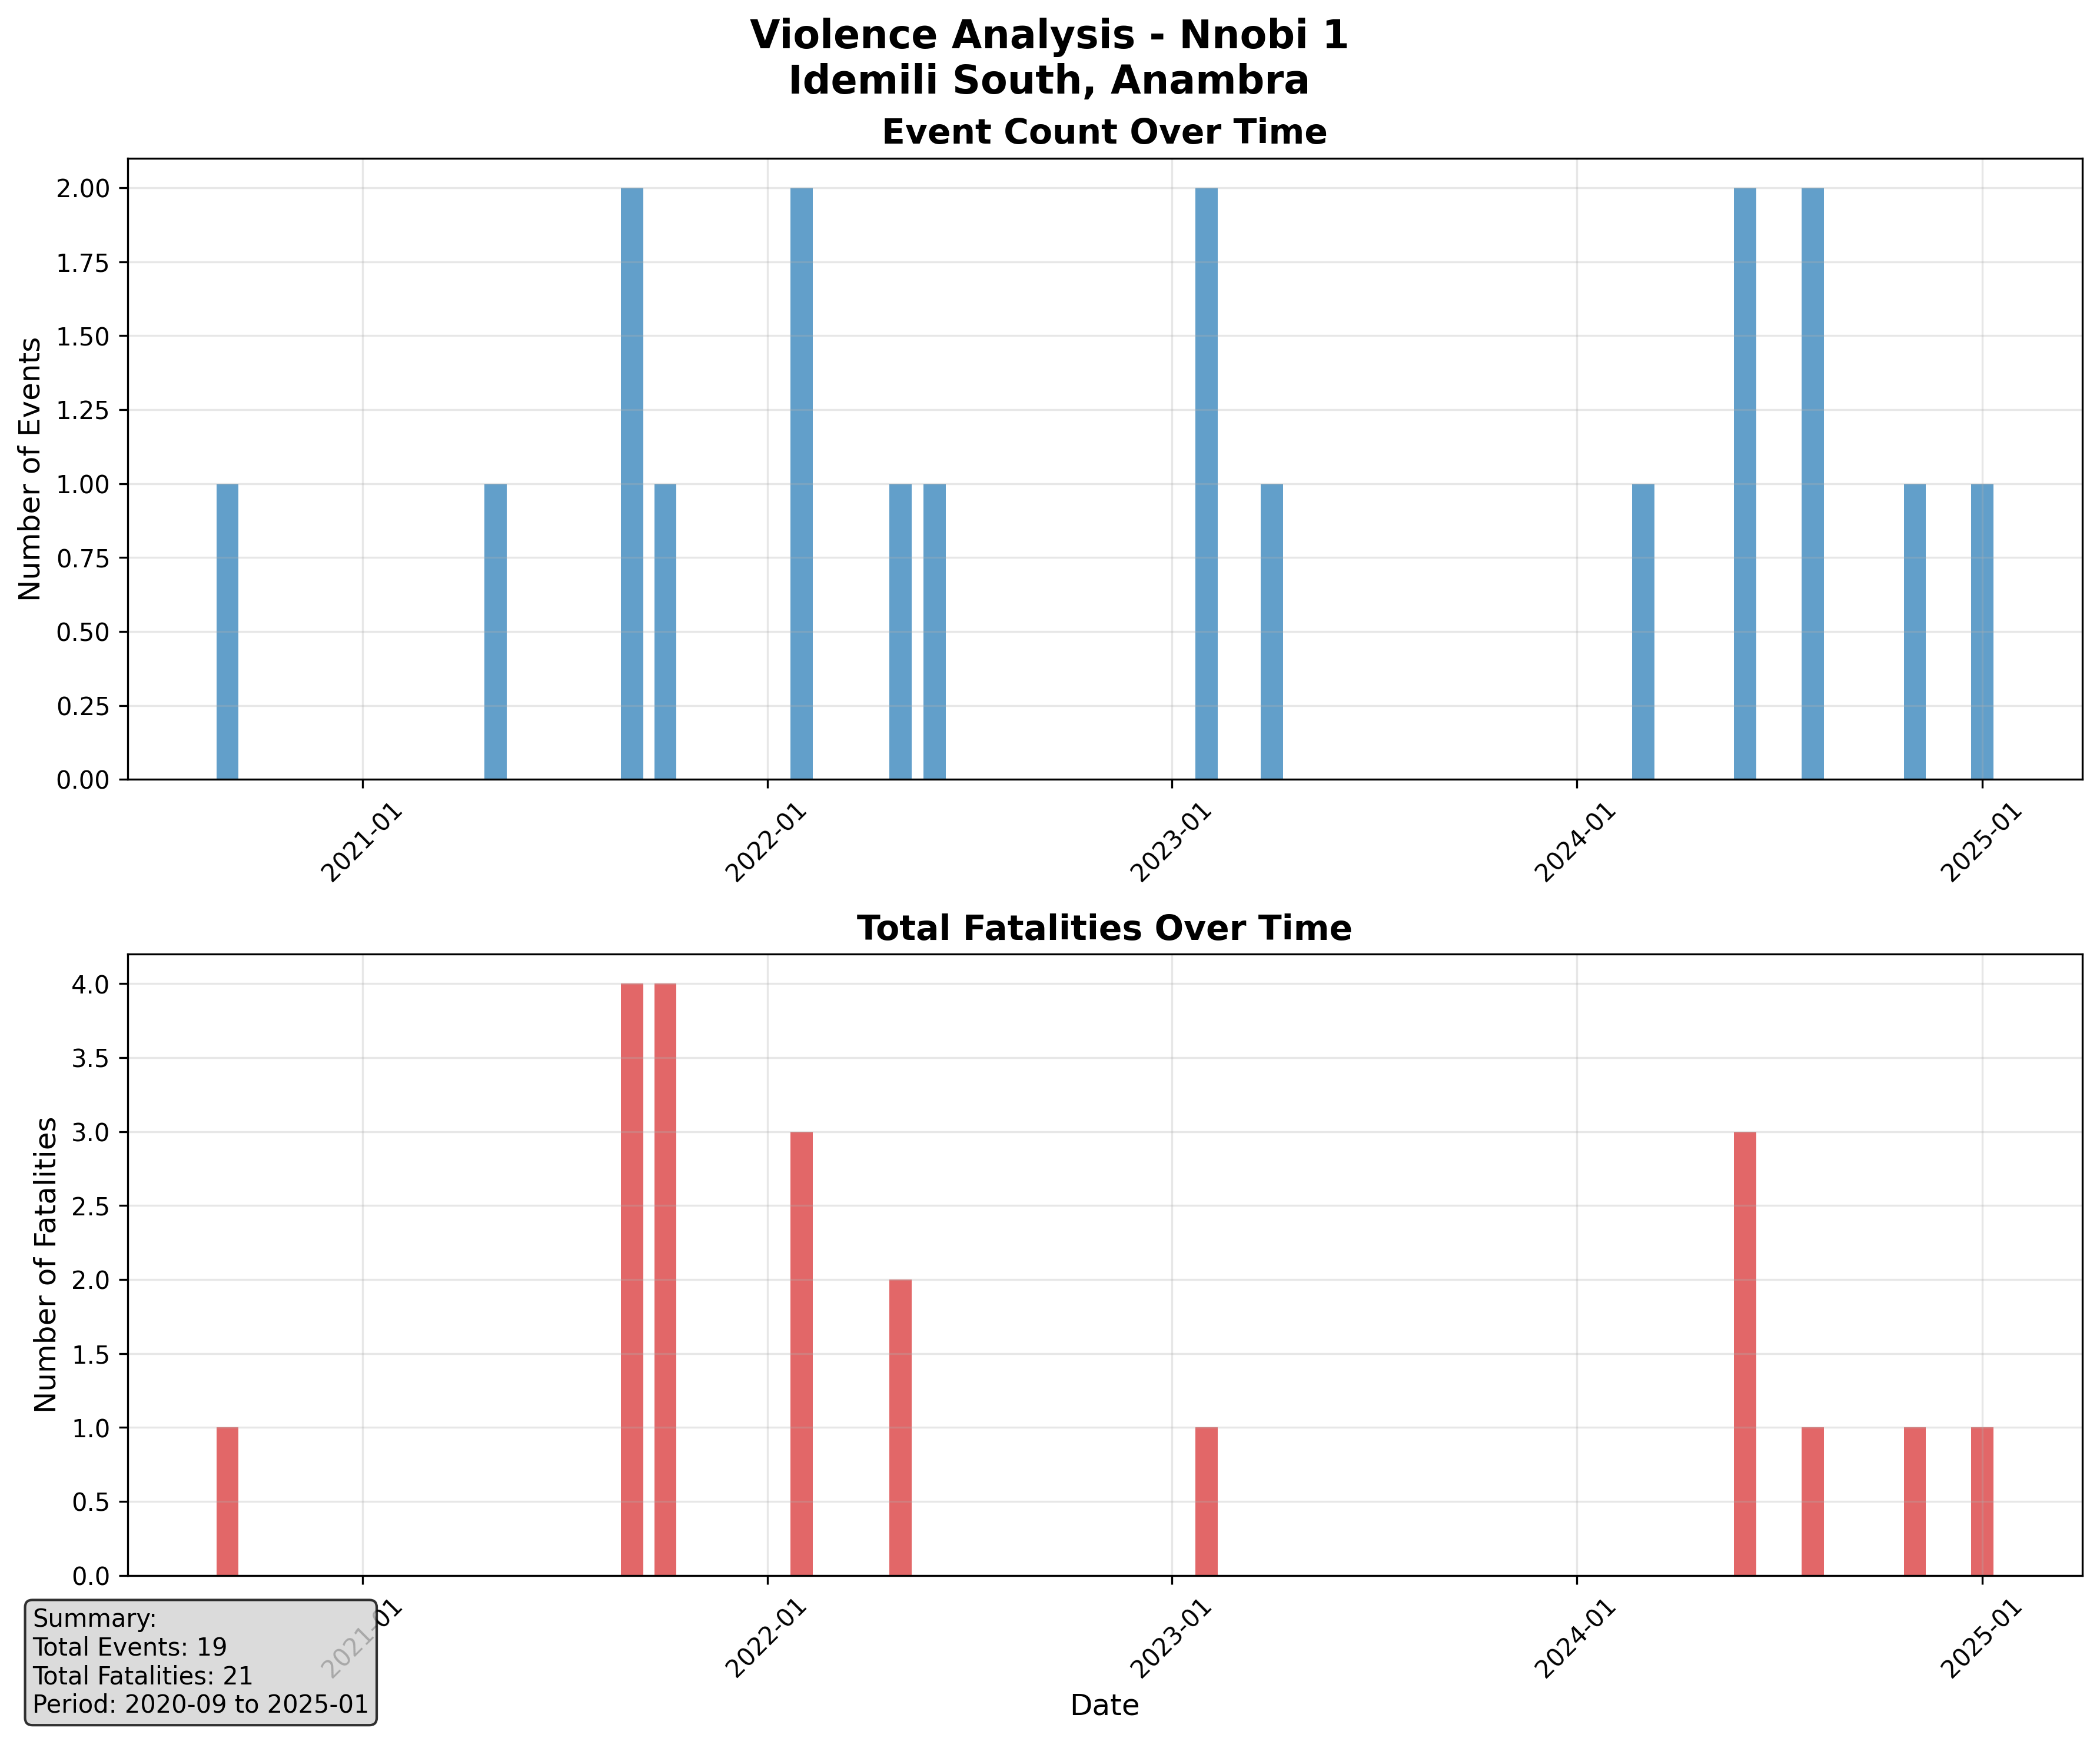 Violence Analysis - Nnobi 1
Idemili South, Anambra
Event Count Over Time
Number of Events
2.00
1.75
1.50
1.25
1.00
0.75
0.50
0.25
0.00
2021-01
2022-01
2023-01
2024-01
2025-01
Total Fatalities Over Time
Number of Fatalities
4.0
3.5
3.0
2.5
2.0
1.5
1.0
0.5
0.0
2021-01
2022-01
2023-01
2024-01
2025-01
Date
Summary:
Total Events: 19
Total Fatalities: 21
Period: 2020-09 to 2025-01